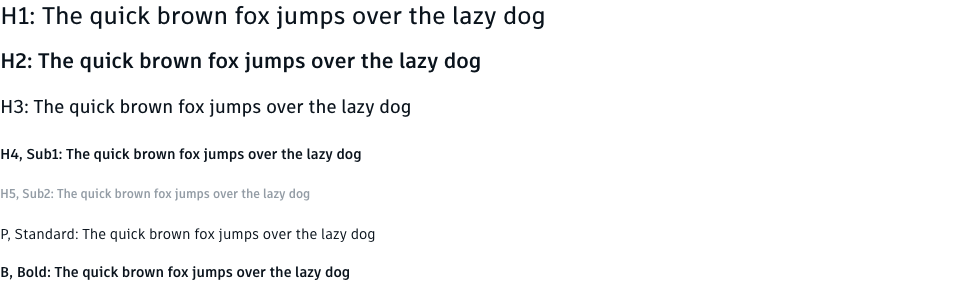 H1: The quick brown fox jumps over the lazy dog
H2: The quick brown fox jumps over the lazy dog
H3: The quick brown fox jumps over the lazy dog
H4, Sub1: The quick brown fox jumps over the lazy dog
H5, Sub2: The quick brown fox jumps over the lazy dog
P, Standard: The quick brown fox jumps over the lazy dog
B, Bold: The quick brown fox jumps over the lazy dog